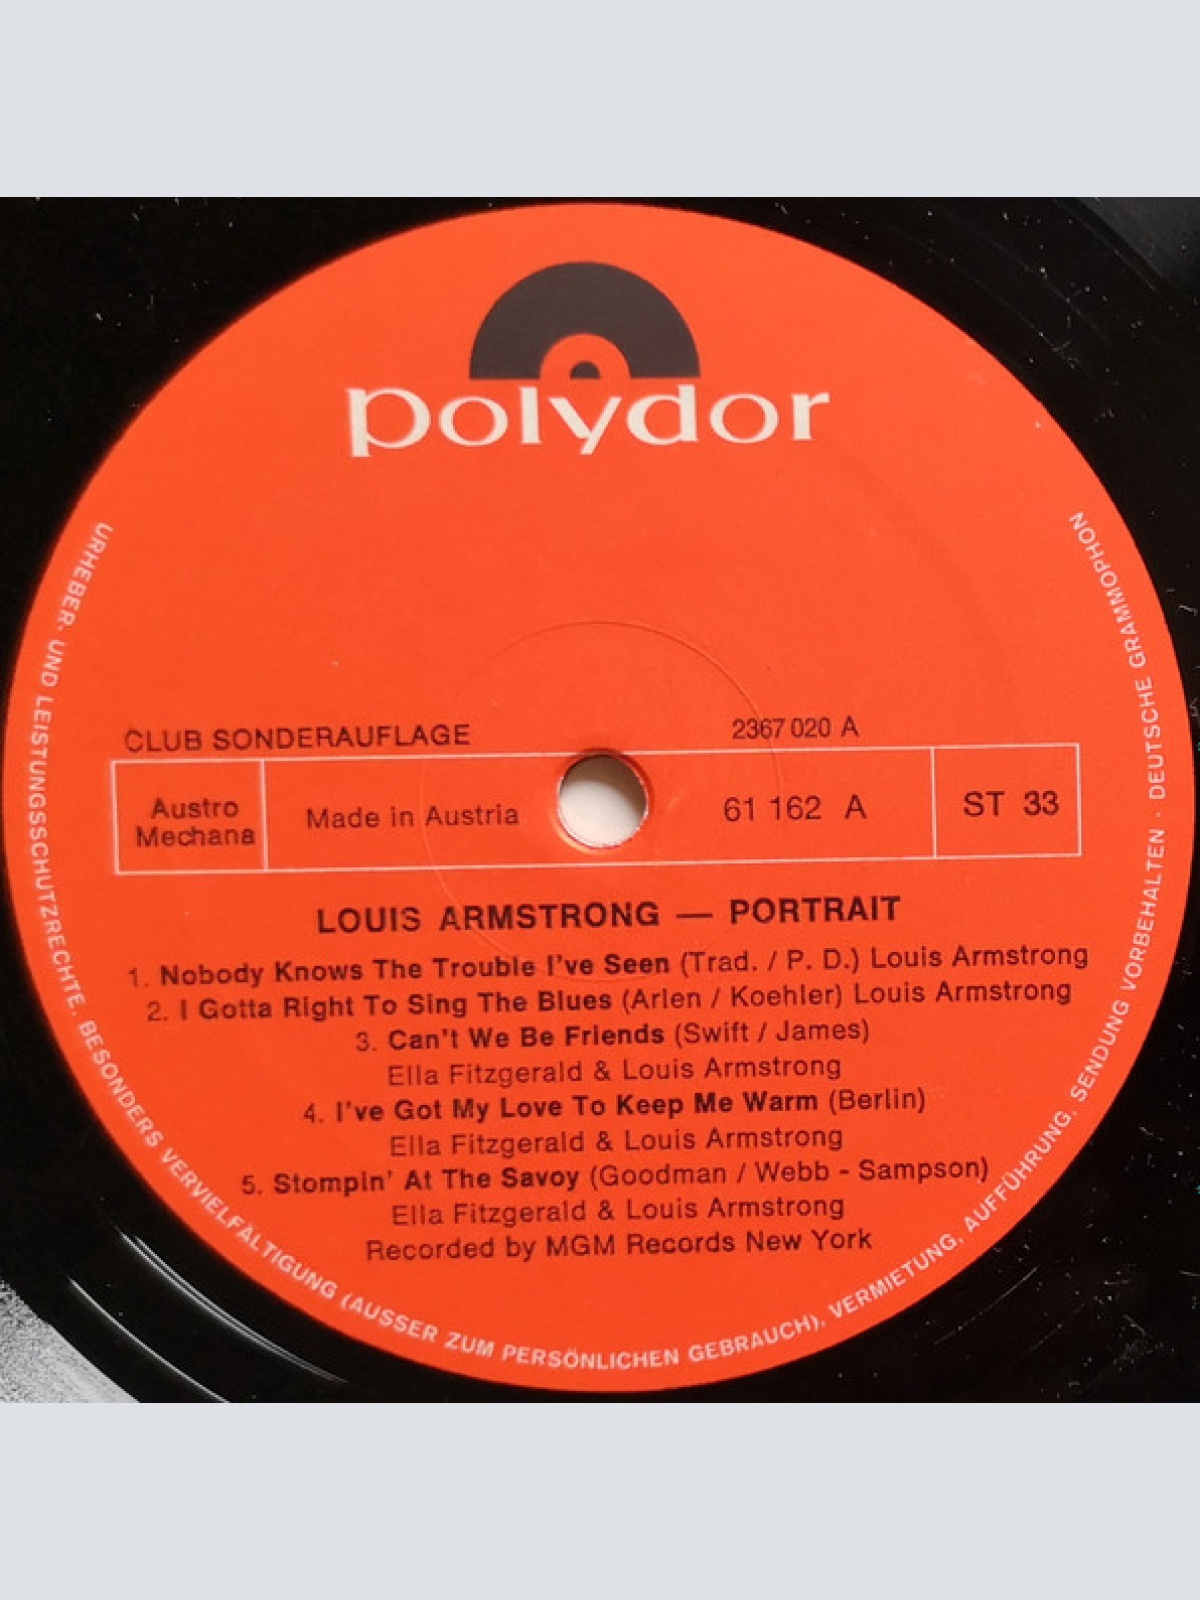 polydor
CLUB SONDERAUFLAGE
2367 020 A
Austro
Mechana
Made in Austria
61 162 A
ST 33
LOUIS ARMSTRONG — PORTRAIT
1. Nobody Knows The Trouble I've Seen (Trad. / P. D.) Louis Armstrong
2. I Gotta Right To Sing The Blues (Arlen / Koehler) Louis Armstrong
3. Can't We Be Friends (Swift / James)
Ella Fitzgerald & Louis Armstrong
4. I've Got My Love To Keep Me Warm (Berlin)
Ella Fitzgerald & Louis Armstrong
5. Stompin' At The Savoy (Goodman / Webb - Sampson)
Ella Fitzgerald & Louis Armstrong
Recorded by MGM Records New York
URHEBER- UND LEISTUNGSSCHUTZRECHTE, BESONDERS VERVIELFÄLTIGUNG (AUSSER ZUM PERSÖNLICHEN GEBRAUCH), VERMIETUNG, AUFFÜHRUNG, SENDUNG VORBEHALTEN · DEUTSCHE GRAMMOPHON